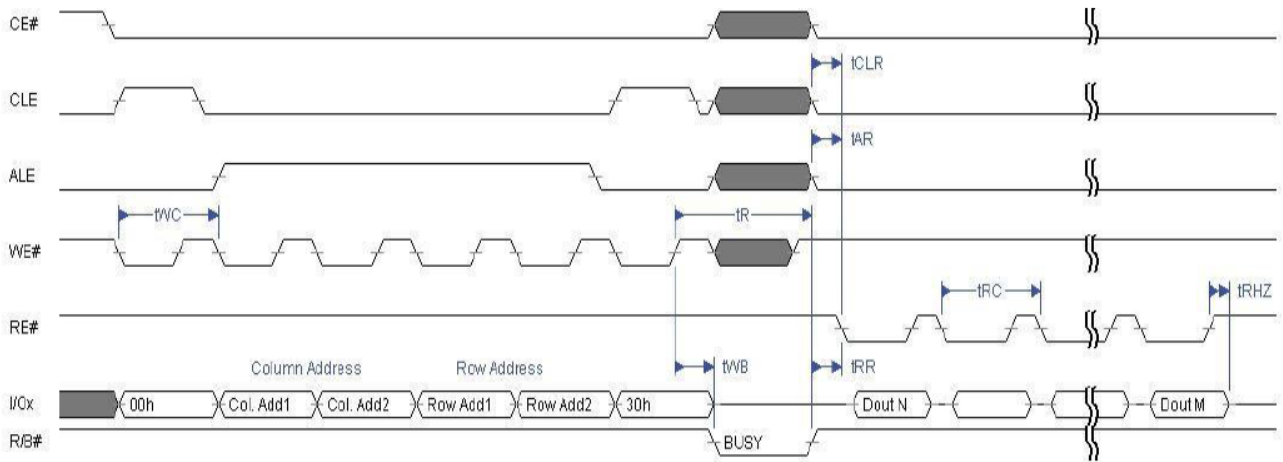 CE#
tCLR
CLE
tAR
ALE
tWC tR
WE#
tRC tRHZ
RE#
Column Address Row Address tWB tRR
I/Ox 00h Col. Add1 Col. Add2 Row Add1 Row Add2 30h Dout N Dout M
R/B# BUSY